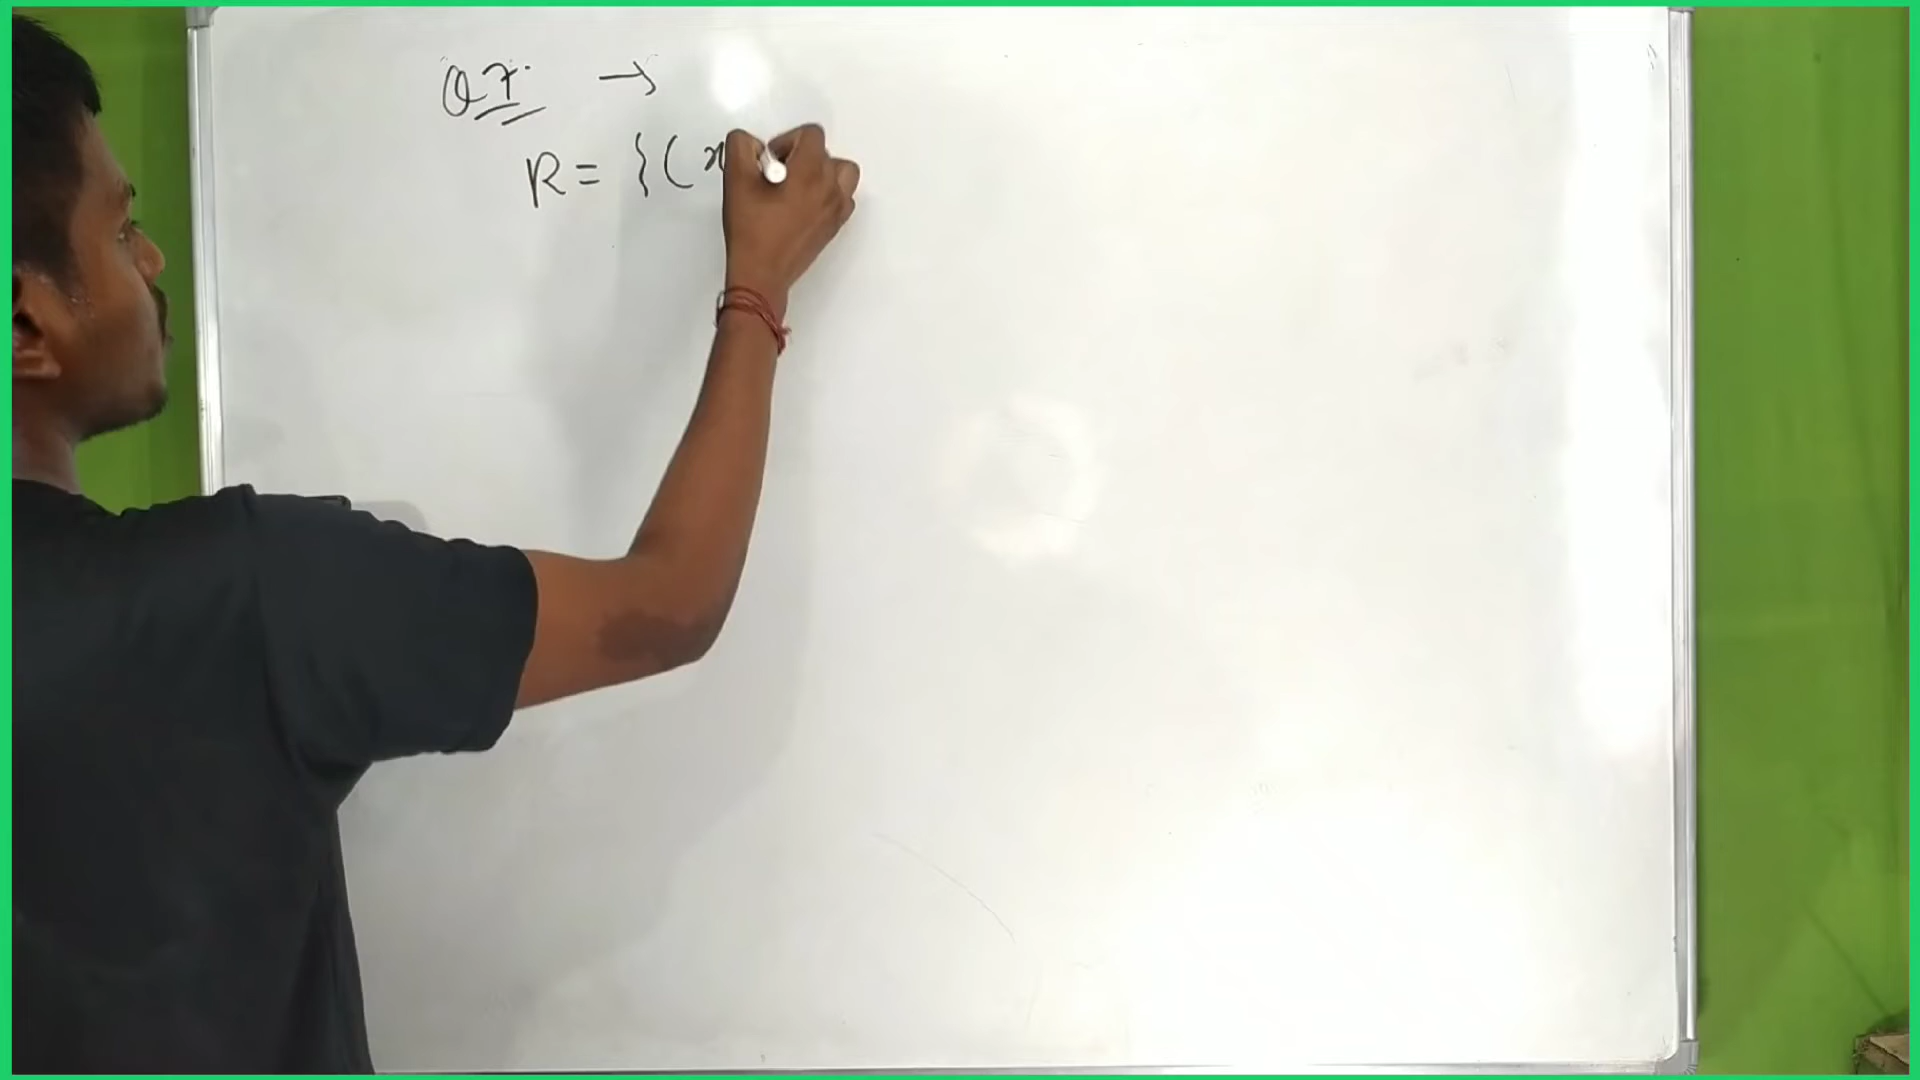 Q7. →
R = {(x